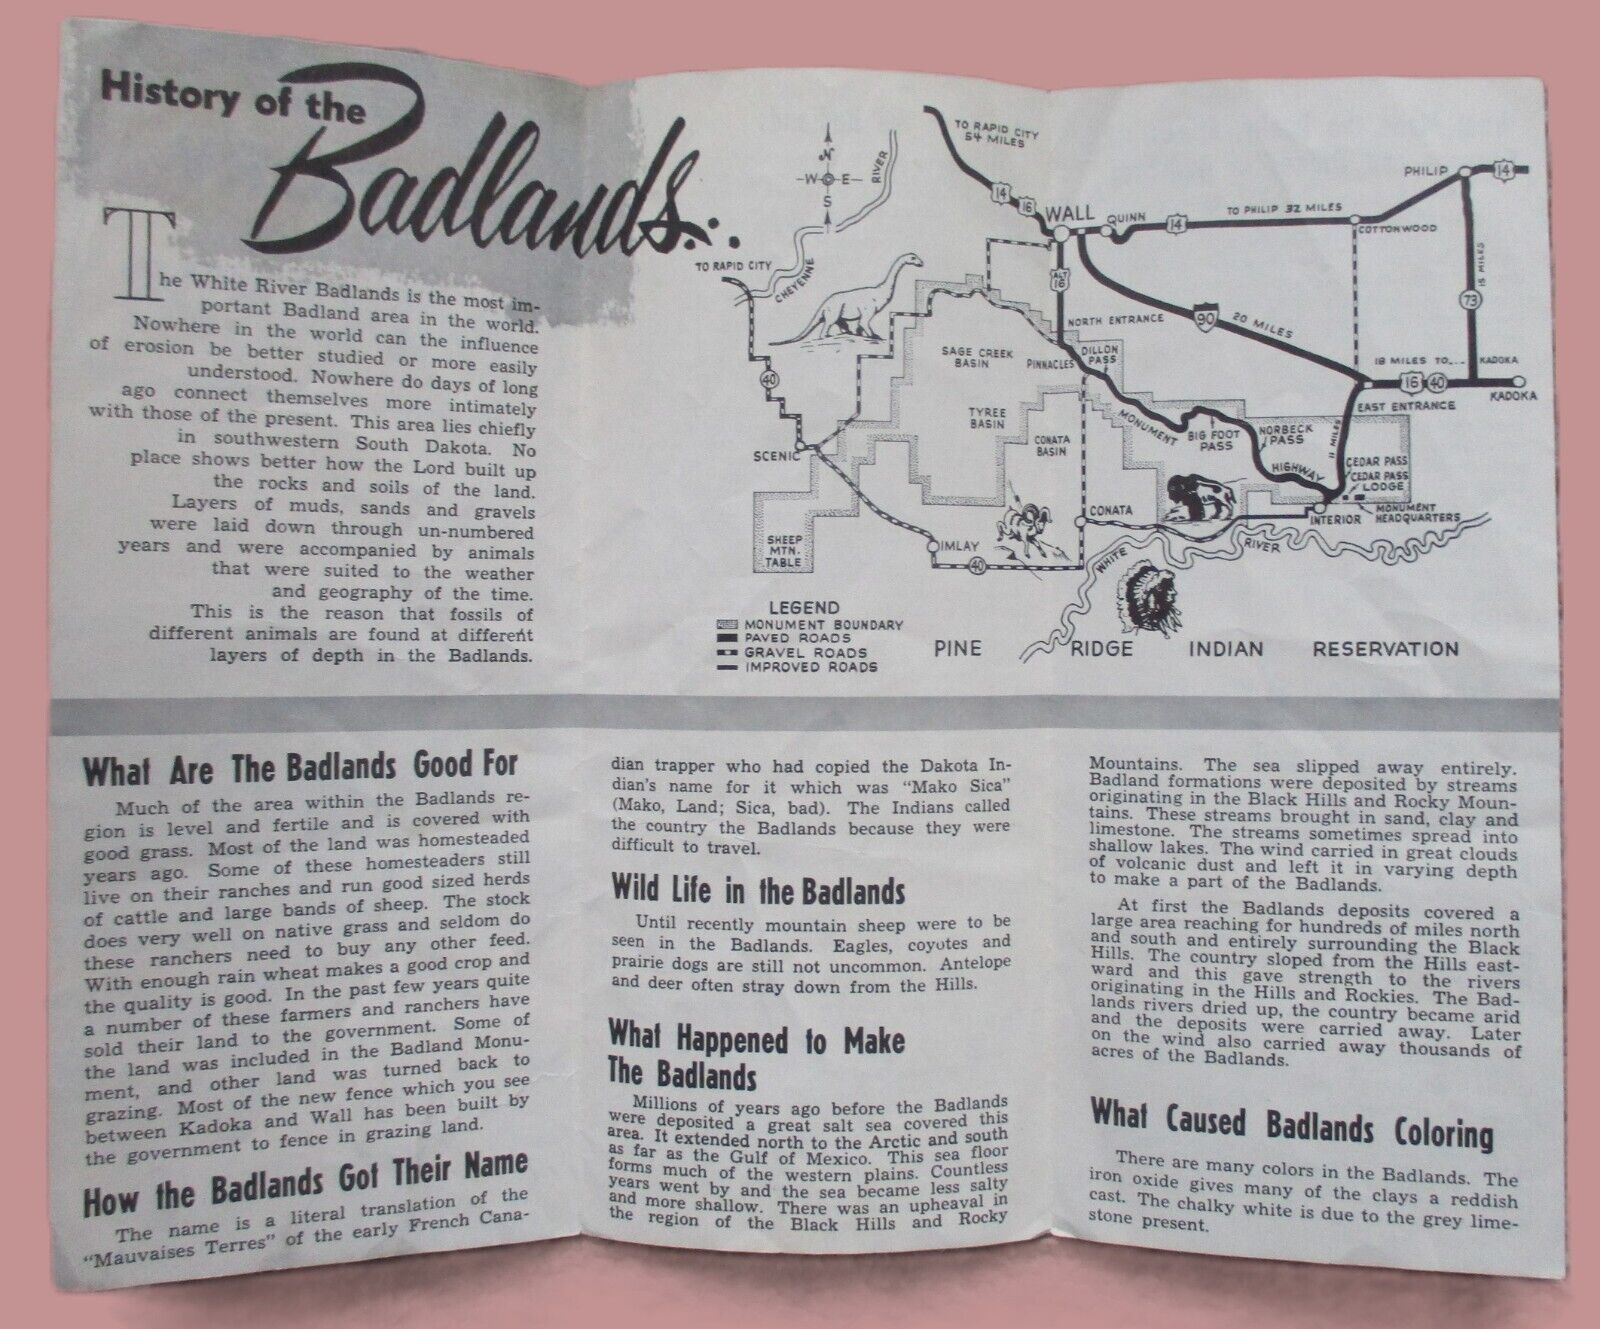 History of the
Badlands...
The White River Badlands is the most im-
portant Badland area in the world.
Nowhere in the world can the influence
of erosion be better studied or more easily
understood. Nowhere do days of long
ago connect themselves more intimately
with those of the present. This area lies chiefly
in southwestern South Dakota. No
place shows better how the Lord built up
the rocks and soils of the land.
Layers of muds, sands and gravels
were laid down through un-numbered
years and were accompanied by animals
that were suited to the weather
and geography of the time.
This is the reason that fossils of
different animals are found at different
layers of depth in the Badlands.
TO RAPID CITY
54 MILES
N
W E
S
RIVER
CHEYENNE
TO RAPID CITY
14
16
WALL
QUINN
14
TO PHILIP 32 MILES
PHILIP
14
COTTONWOOD
15 MILES
73
ALT
16
NORTH ENTRANCE
90
20 MILES
18 MILES TO...
KADOKA
16
40
KADOKA
EAST ENTRANCE
SAGE CREEK
BASIN
PINNACLES
DILLON
PASS
40
TYREE
BASIN
CONATA
BASIN
MONUMENT
HIGHWAY
BIG FOOT
PASS
NORBECK
PASS
11 MILES
CEDAR PASS
CEDAR PASS
LODGE
MONUMENT
HEADQUARTERS
SCENIC
SHEEP
MTN.
TABLE
IMLAY
40
CONATA
INTERIOR
WHITE
RIVER
LEGEND
MONUMENT BOUNDARY
PAVED ROADS
GRAVEL ROADS
IMPROVED ROADS
PINE RIDGE INDIAN RESERVATION
What Are The Badlands Good For
Much of the area within the Badlands re-
gion is level and fertile and is covered with
good grass. Most of the land was homesteaded
years ago. Some of these homesteaders still
live on their ranches and run good sized herds
of cattle and large bands of sheep. The stock
does very well on native grass and seldom do
these ranchers need to buy any other feed.
With enough rain wheat makes a good crop and
the quality is good. In the past few years quite
a number of these farmers and ranchers have
sold their land to the government. Some of
the land was included in the Badland Monu-
ment, and other land was turned back to
grazing. Most of the new fence which you see
between Kadoka and Wall has been built by
the government to fence in grazing land.
How the Badlands Got Their Name
The name is a literal translation of the
"Mauvaises Terres" of the early French Cana-
dian trapper who had copied the Dakota In-
dian's name for it which was "Mako Sica"
(Mako, Land; Sica, bad). The Indians called
the country the Badlands because they were
difficult to travel.
Wild Life in the Badlands
Until recently mountain sheep were to be
seen in the Badlands. Eagles, coyotes and
prairie dogs are still not uncommon. Antelope
and deer often stray down from the Hills.
What Happened to Make
The Badlands
Millions of years ago before the Badlands
were deposited a great salt sea covered this
area. It extended north to the Arctic and south
as far as the Gulf of Mexico. This sea floor
forms much of the western plains. Countless
years went by and the sea became less salty
and more shallow. There was an upheaval in
the region of the Black Hills and Rocky
Mountains. The sea slipped away entirely.
Badland formations were deposited by streams
originating in the Black Hills and Rocky Moun-
tains. These streams brought in sand, clay and
limestone. The streams sometimes spread into
shallow lakes. The wind carried in great clouds
of volcanic dust and left it in varying depth
to make a part of the Badlands.
At first the Badlands deposits covered a
large area reaching for hundreds of miles north
and south and entirely surrounding the Black
Hills. The country sloped from the Hills east-
ward and this gave strength to the rivers
originating in the Hills and Rockies. The Bad-
lands rivers dried up, the country became arid
and the deposits were carried away. Later
on the wind also carried away thousands of
acres of the Badlands.
What Caused Badlands Coloring
There are many colors in the Badlands. The
iron oxide gives many of the clays a reddish
cast. The chalky white is due to the grey lime-
stone present.